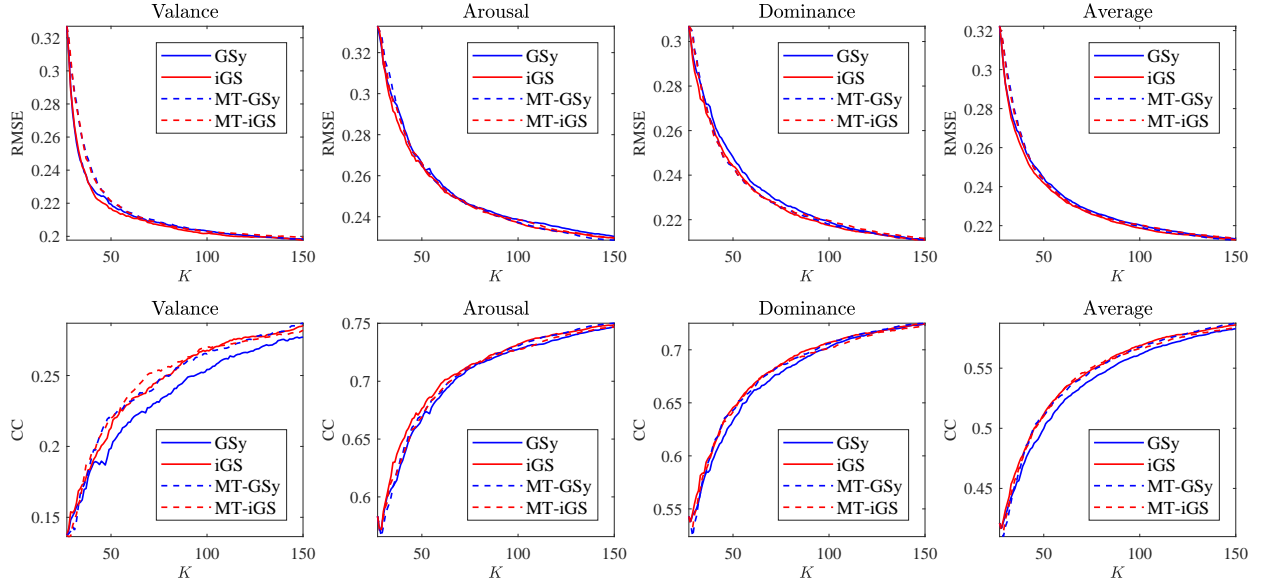 Valance
RMSE
0.32
0.3
0.28
0.26
0.24
0.22
0.2
50
100
150
K
GSy
iGS
MT-GSy
MT-iGS
Arousal
RMSE
0.32
0.3
0.28
0.26
0.24
50
100
150
K
GSy
iGS
MT-GSy
MT-iGS
Dominance
RMSE
0.3
0.28
0.26
0.24
0.22
50
100
150
K
GSy
iGS
MT-GSy
MT-iGS
Average
RMSE
0.32
0.3
0.28
0.26
0.24
0.22
50
100
150
K
GSy
iGS
MT-GSy
MT-iGS
Valance
CC
0.25
0.2
0.15
50
100
150
K
GSy
iGS
MT-GSy
MT-iGS
Arousal
CC
0.75
0.7
0.65
0.6
50
100
150
K
GSy
iGS
MT-GSy
MT-iGS
Dominance
CC
0.7
0.65
0.6
0.55
50
100
150
K
GSy
iGS
MT-GSy
MT-iGS
Average
CC
0.55
0.5
0.45
50
100
150
K
GSy
iGS
MT-GSy
MT-iGS